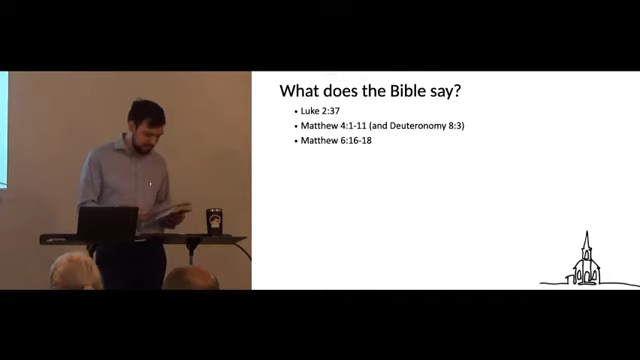 What does the Bible say?
• Luke 2:37
• Matthew 4:1-11 (and Deuteronomy 8:3)
• Matthew 6:16-18